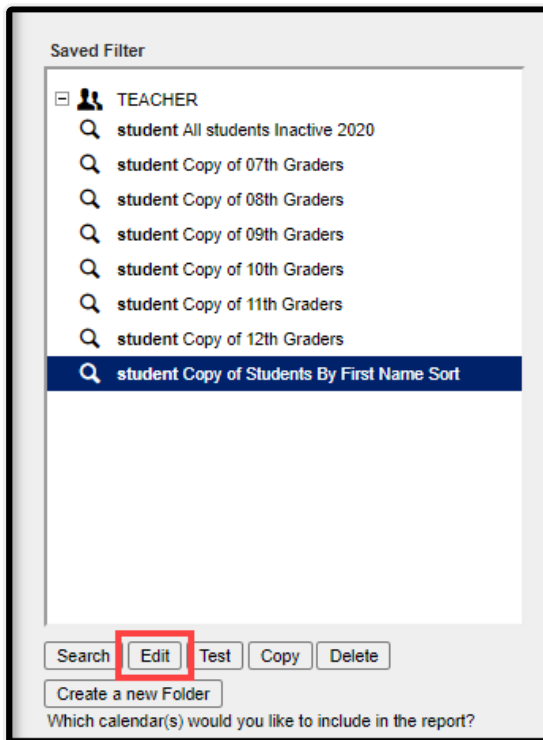 Saved Filter
TEACHER
student All students Inactive 2020
student Copy of 07th Graders
student Copy of 08th Graders
student Copy of 09th Graders
student Copy of 10th Graders
student Copy of 11th Graders
student Copy of 12th Graders
student Copy of Students By First Name Sort
Search Edit Test Copy Delete
Create a new Folder
Which calendar(s) would you like to include in the report?